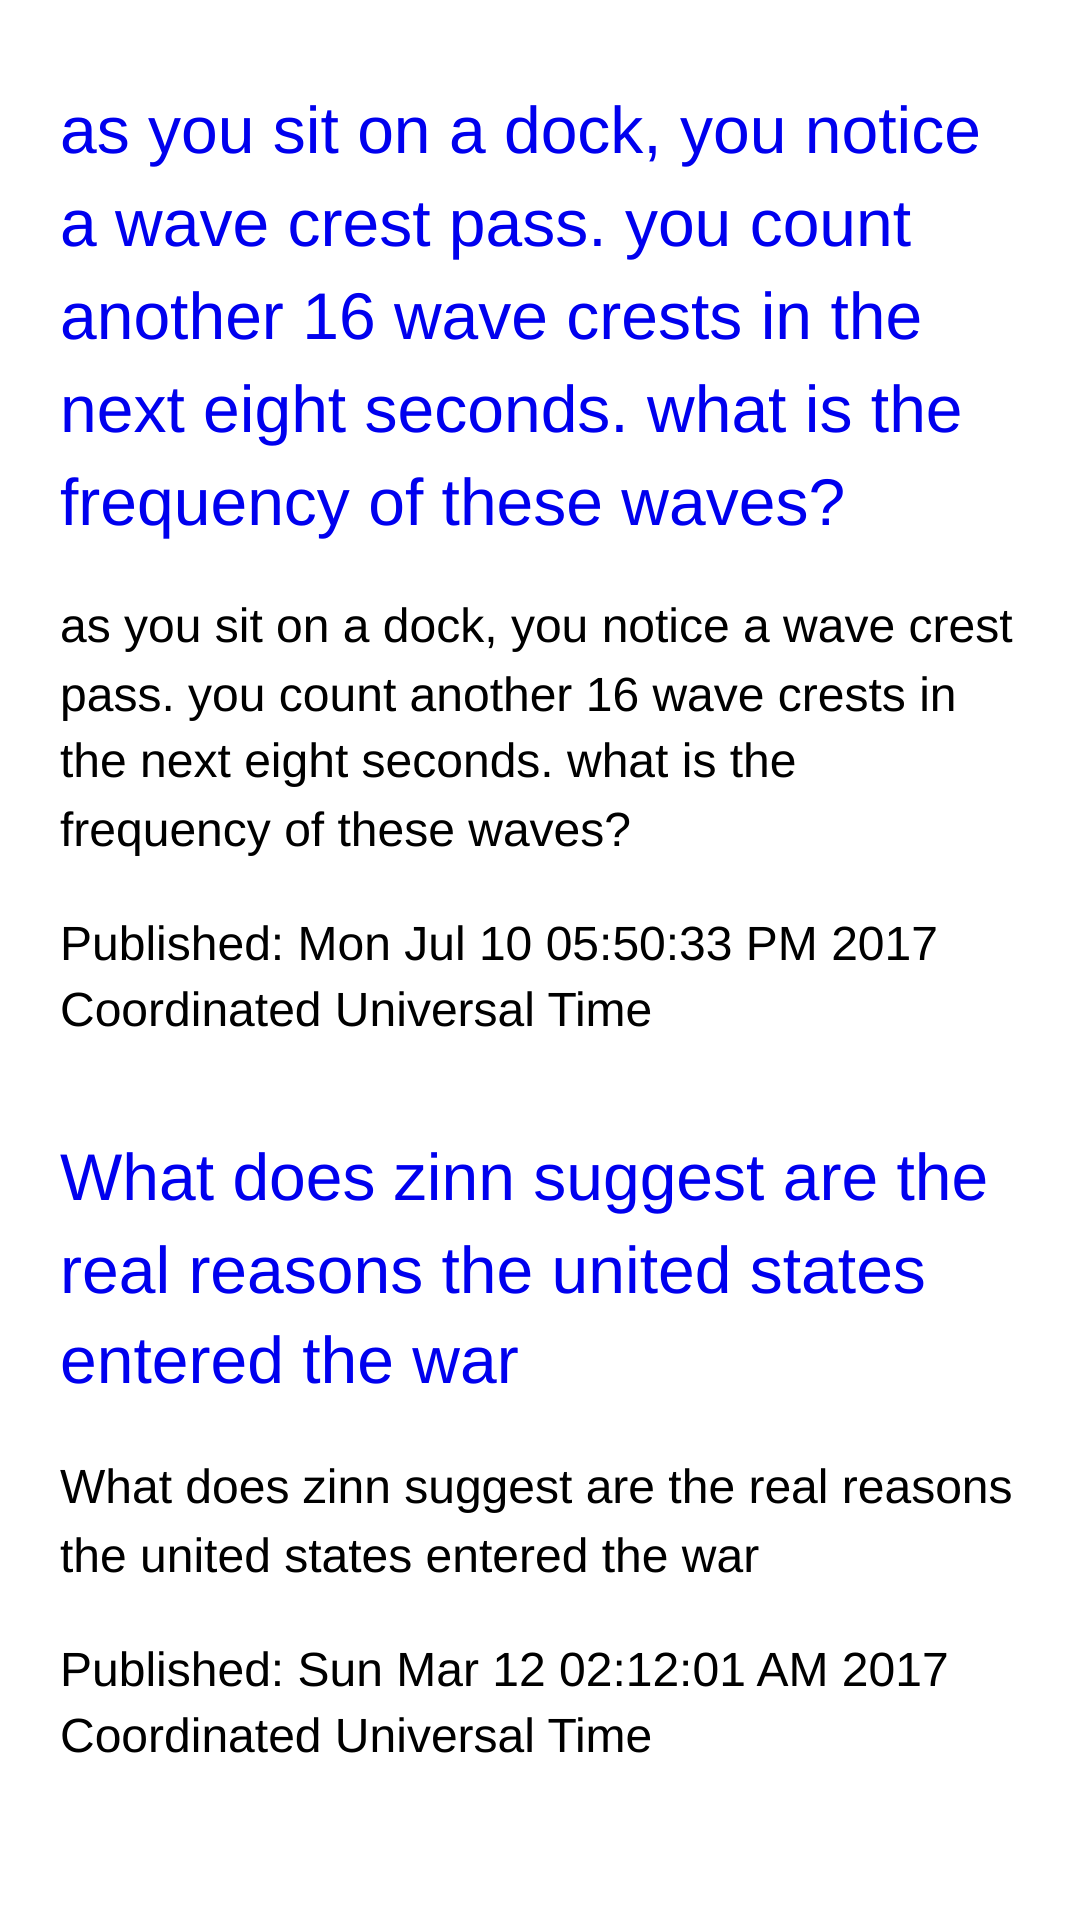 as you sit on a dock, you notice
a wave crest pass. you count
another 16 wave crests in the
next eight seconds. what is the
frequency of these waves?
as you sit on a dock, you notice a wave crest
pass. you count another 16 wave crests in
the next eight seconds. what is the
frequency of these waves?
Published: Mon Jul 10 05:50:33 PM 2017
Coordinated Universal Time
What does zinn suggest are the
real reasons the united states
entered the war
What does zinn suggest are the real reasons
the united states entered the war
Published: Sun Mar 12 02:12:01 AM 2017
Coordinated Universal Time